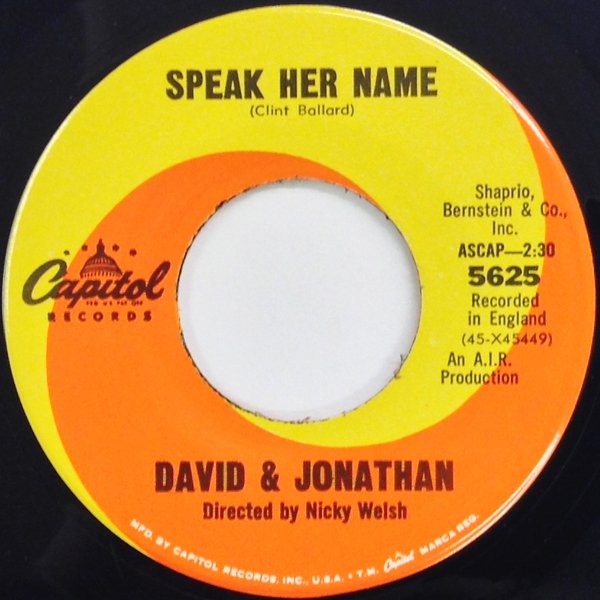 SPEAK HER NAME
(Clint Ballard)
Capitol
RECORDS
Shaprio,
Bernstein & Co.,
Inc.
ASCAP—2:30
5625
Recorded
in England
(45-X45449)
An A.I.R.
Production
DAVID & JONATHAN
Directed by Nicky Welsh
MFD. BY CAPITOL RECORDS, INC., U.S.A. • T.M. Capitol MARCA REG.